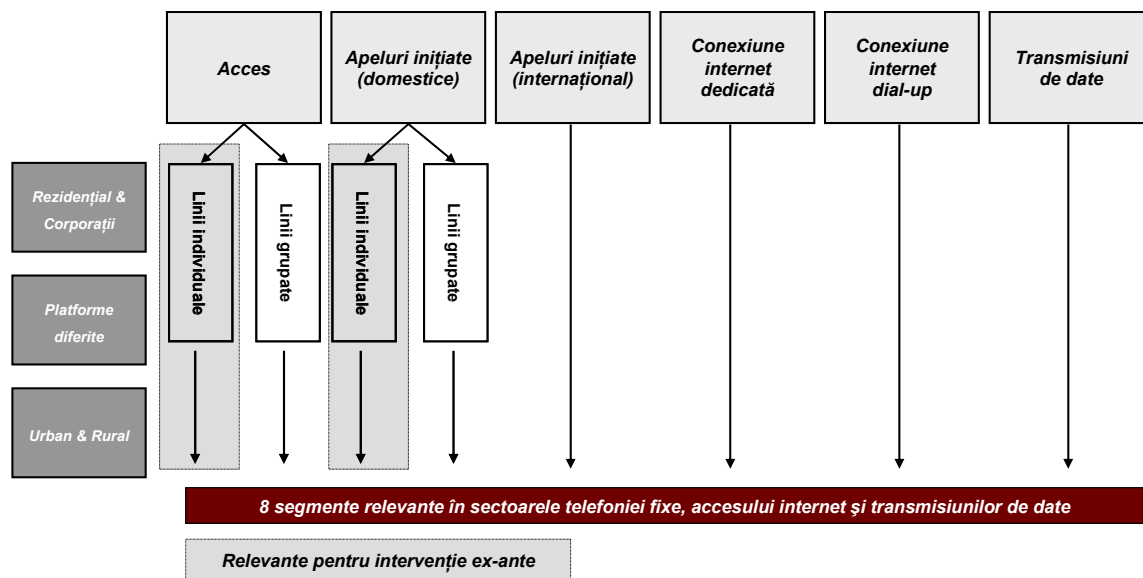 Acces
Apeluri inițiate
(domestice)
Apeluri inițiate
(internațional)
Conexiune
internet
dedicată
Conexiune
internet
dial-up
Transmisiuni
de date
Rezidențial &
Corporații
Platforme
diferite
Urban & Rural
Linii individuale
Linii grupate
Linii individuale
Linii grupate
8 segmente relevante în sectoarele telefoniei fixe, accesului internet şi transmisiunilor de date
Relevante pentru intervenție ex-ante